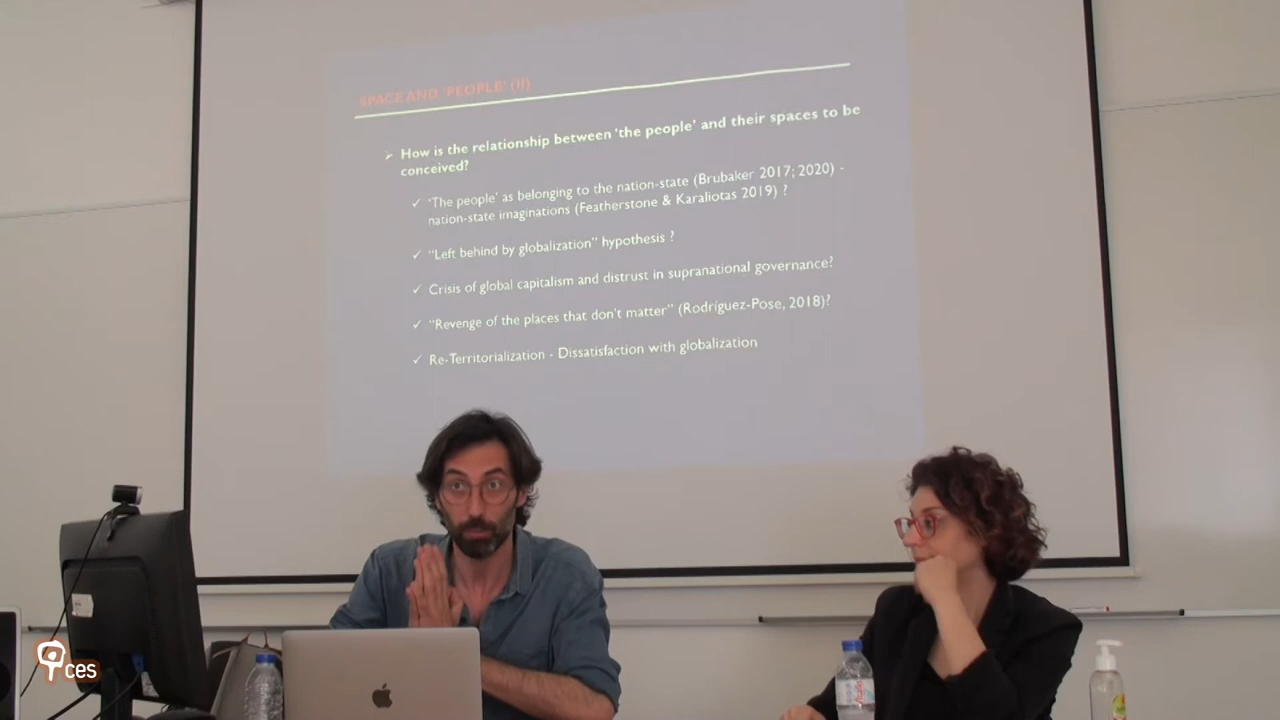 SPACE AND 'PEOPLE' (II)
➢ How is the relationship between 'the people' and their spaces to be
conceived?
✓ 'The people' as belonging to the nation-state (Brubaker 2017; 2020) -
nation-state imaginations (Featherstone & Karaliotas 2019) ?
✓ "Left behind by globalization" hypothesis ?
✓ Crisis of global capitalism and distrust in supranational governance?
✓ "Revenge of the places that don't matter" (Rodríguez-Pose, 2018)?
✓ Re-Territorialization - Dissatisfaction with globalization
ces